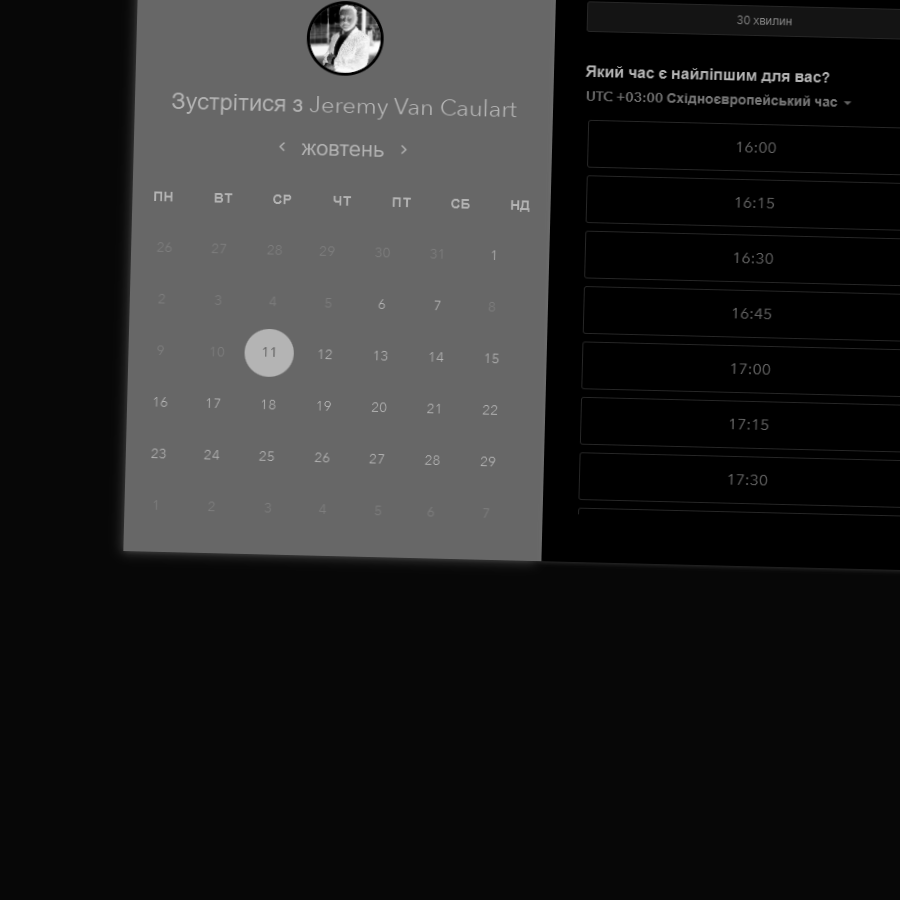 Зустрітися з Jeremy Van Caulart
‹ жовтень ›
ПН ВТ СР ЧТ ПТ СБ НД
26 27 28 29 30 31 1
2 3 4 5 6 7 8
9 10 11 12 13 14 15
16 17 18 19 20 21 22
23 24 25 26 27 28 29
1 2 3 4 5 6 7
30 хвилин
Який час є найліпшим для вас?
UTC +03:00 Східноєвропейський час
16:00
16:15
16:30
16:45
17:00
17:15
17:30